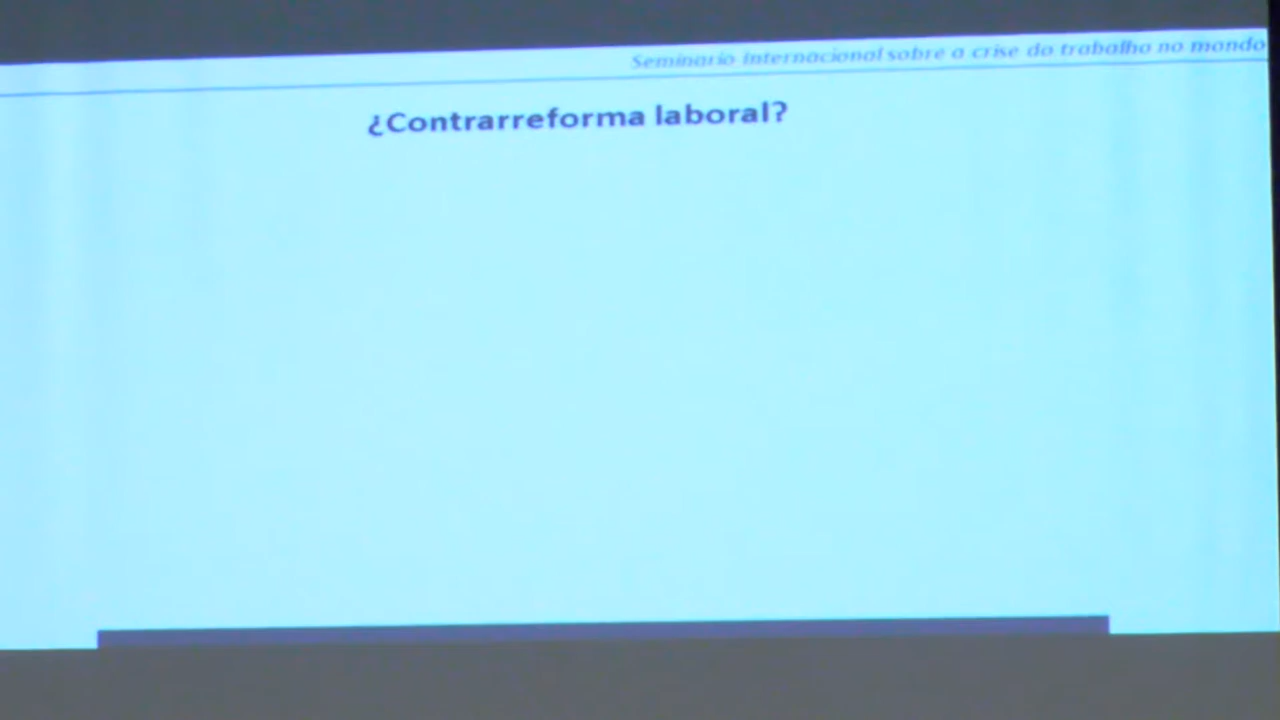 Seminario Internacional sobre a crise do trabalho no mondo
¿Contrarreforma laboral?